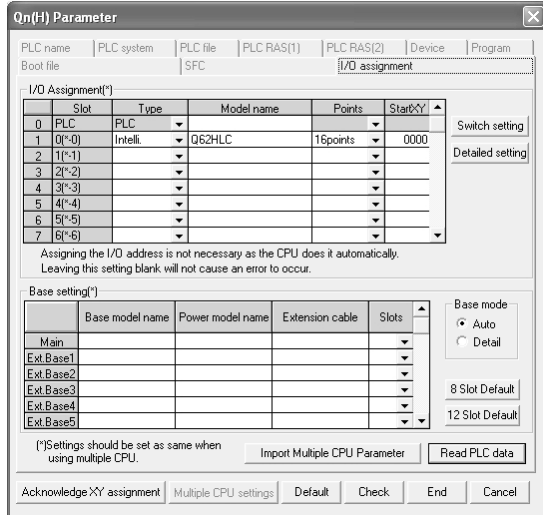 Qn(H) Parameter
PLC name PLC system PLC file PLC RAS(1) PLC RAS(2) Device Program
Boot file SFC I/O assignment
I/O Assignment(*)
Slot Type Model name Points StartXY
0 PLC PLC
1 0(*-0) Intelli. Q62HLC 16points 0000
2 1(*-1)
3 2(*-2)
4 3(*-3)
5 4(*-4)
6 5(*-5)
7 6(*-6)
Switch setting
Detailed setting
Assigning the I/O address is not necessary as the CPU does it automatically.
Leaving this setting blank will not cause an error to occur.
Base setting(*)
Base model name Power model name Extension cable Slots
Main
Ext.Base1
Ext.Base2
Ext.Base3
Ext.Base4
Ext.Base5
Base mode
Auto
Detail
8 Slot Default
12 Slot Default
(*)Settings should be set as same when
using multiple CPU.
Import Multiple CPU Parameter Read PLC data
Acknowledge XY assignment Multiple CPU settings Default Check End Cancel